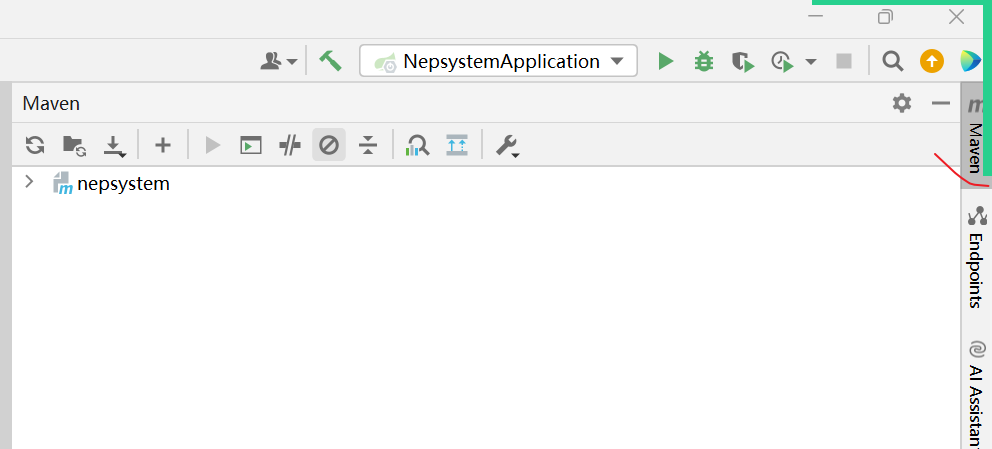 NepsystemApplication
Maven
nepsystem
Maven
Endpoints
AI Assistan